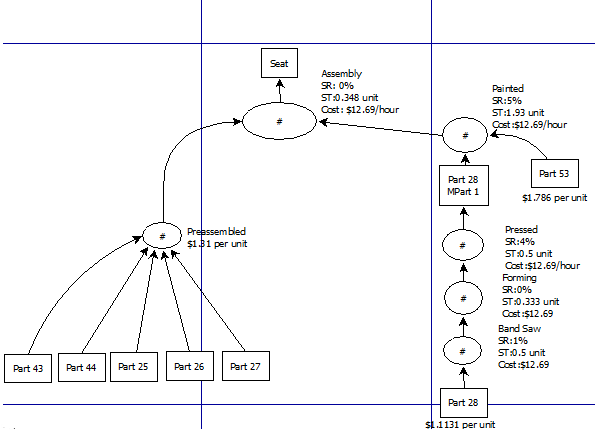 Seat
Assembly
SR: 0%
ST:0.348 unit
Cost: $12.69/hour
#
Painted
SR:5%
ST:1.93 unit
Cost:$12.69/hour
#
Part 28
MPart 1
Part 53
$1.786 per unit
#
Preassembled
$1.31 per unit
Pressed
SR:4%
ST:0.5 unit
Cost:$12.69/hour
#
Forming
SR:0%
ST:0.333 unit
Cost:$12.69
#
Band Saw
SR:1%
ST:0.5 unit
Cost:$12.69
#
Part 43
Part 44
Part 25
Part 26
Part 27
Part 28
$1.1131 per unit